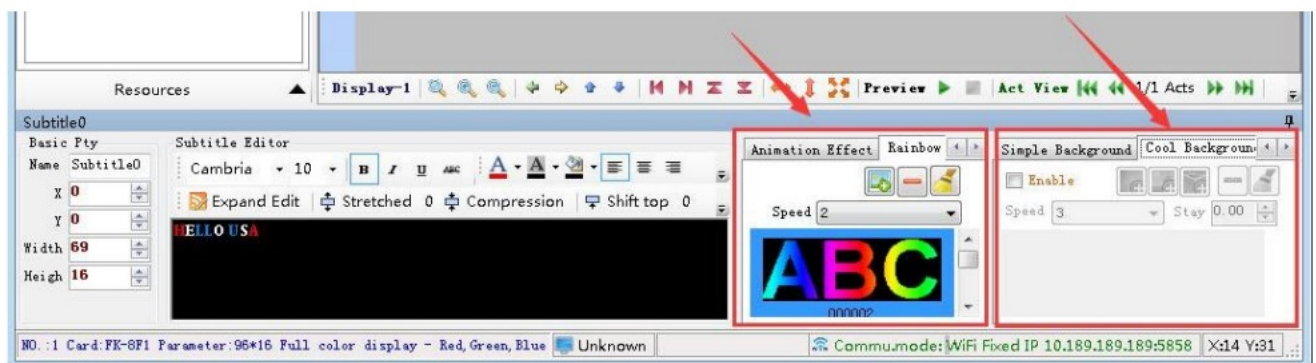 Resources
Display-1
Preview
Act View
1/1 Acts
Subtitle0
Basic Pty
Name Subtitle0
X 0
Y 0
Width 69
Heigh 16
Subtitle Editor
Cambria 10 B I U ABC A A
Expand Edit Stretched 0 Compression Shift top 0
HELLO USA
Animation Effect Rainbow
Speed 2
ABC
000002
Simple Background Cool Backgroun
Enable
Speed 3 Stay 0.00
NO. :1 Card:FK-8F1 Parameter:96*16 Full color display - Red,Green,Blue Unknown Commu.mode: WiFi Fixed IP 10.189.189.189:5858 X:14 Y:31